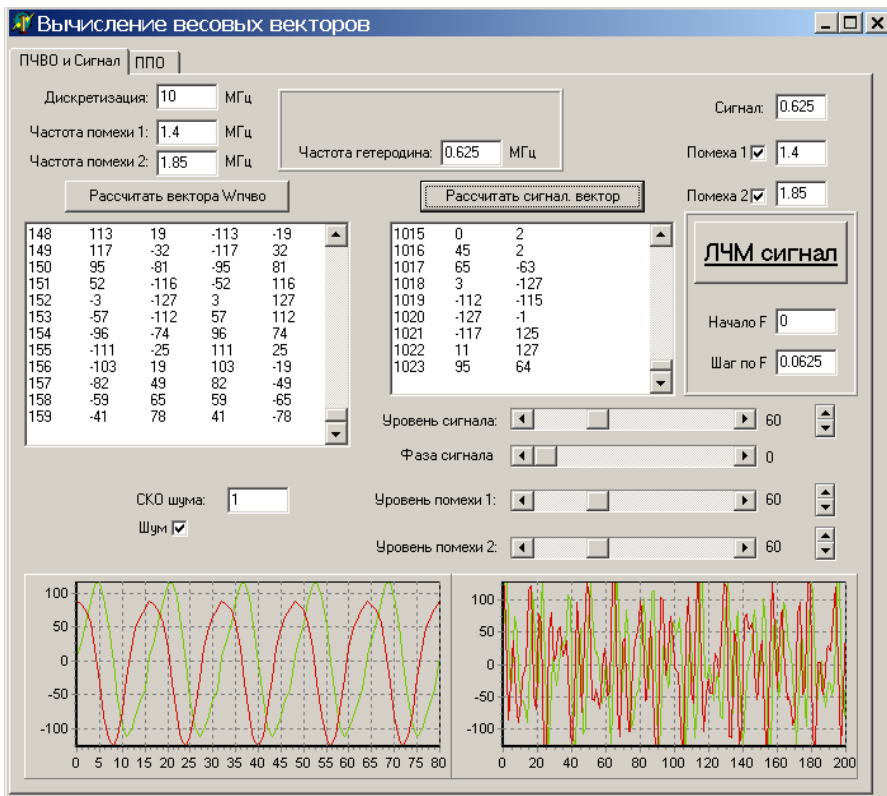 Вычисление весовых векторов
ПЧВО и Сигнал ППО
Дискретизация: 10 МГц
Частота помехи 1: 1.4 МГц
Частота помехи 2: 1.85 МГц
Частота гетеродина: 0.625 МГц
Сигнал: 0.625
Помеха 1 1.4
Помеха 2 1.85
Рассчитать вектора Wпчво
Рассчитать сигнал. вектор
148 113 19 -113 -19
149 117 -32 -117 32
150 95 -81 -95 81
151 52 -116 -52 116
152 -3 -127 3 127
153 -57 -112 57 112
154 -96 -74 96 74
155 -111 -25 111 25
156 -103 19 103 -19
157 -82 49 82 -49
158 -59 65 59 -65
159 -41 78 41 -78
1015 0 2
1016 45 2
1017 65 -63
1018 3 -127
1019 -112 -115
1020 -127 -1
1021 -117 125
1022 11 127
1023 95 64
ЛЧМ сигнал
Начало F 0
Шаг по F 0.0625
Уровень сигнала: 60
Фаза сигнала 0
СКО шума: 1
Шум
Уровень помехи 1: 60
Уровень помехи 2: 60
100
50
0
-50
-100
0 5 10 15 20 25 30 35 40 45 50 55 60 65 70 75 80
100
50
0
-50
-100
0 20 40 60 80 100 120 140 160 180 200